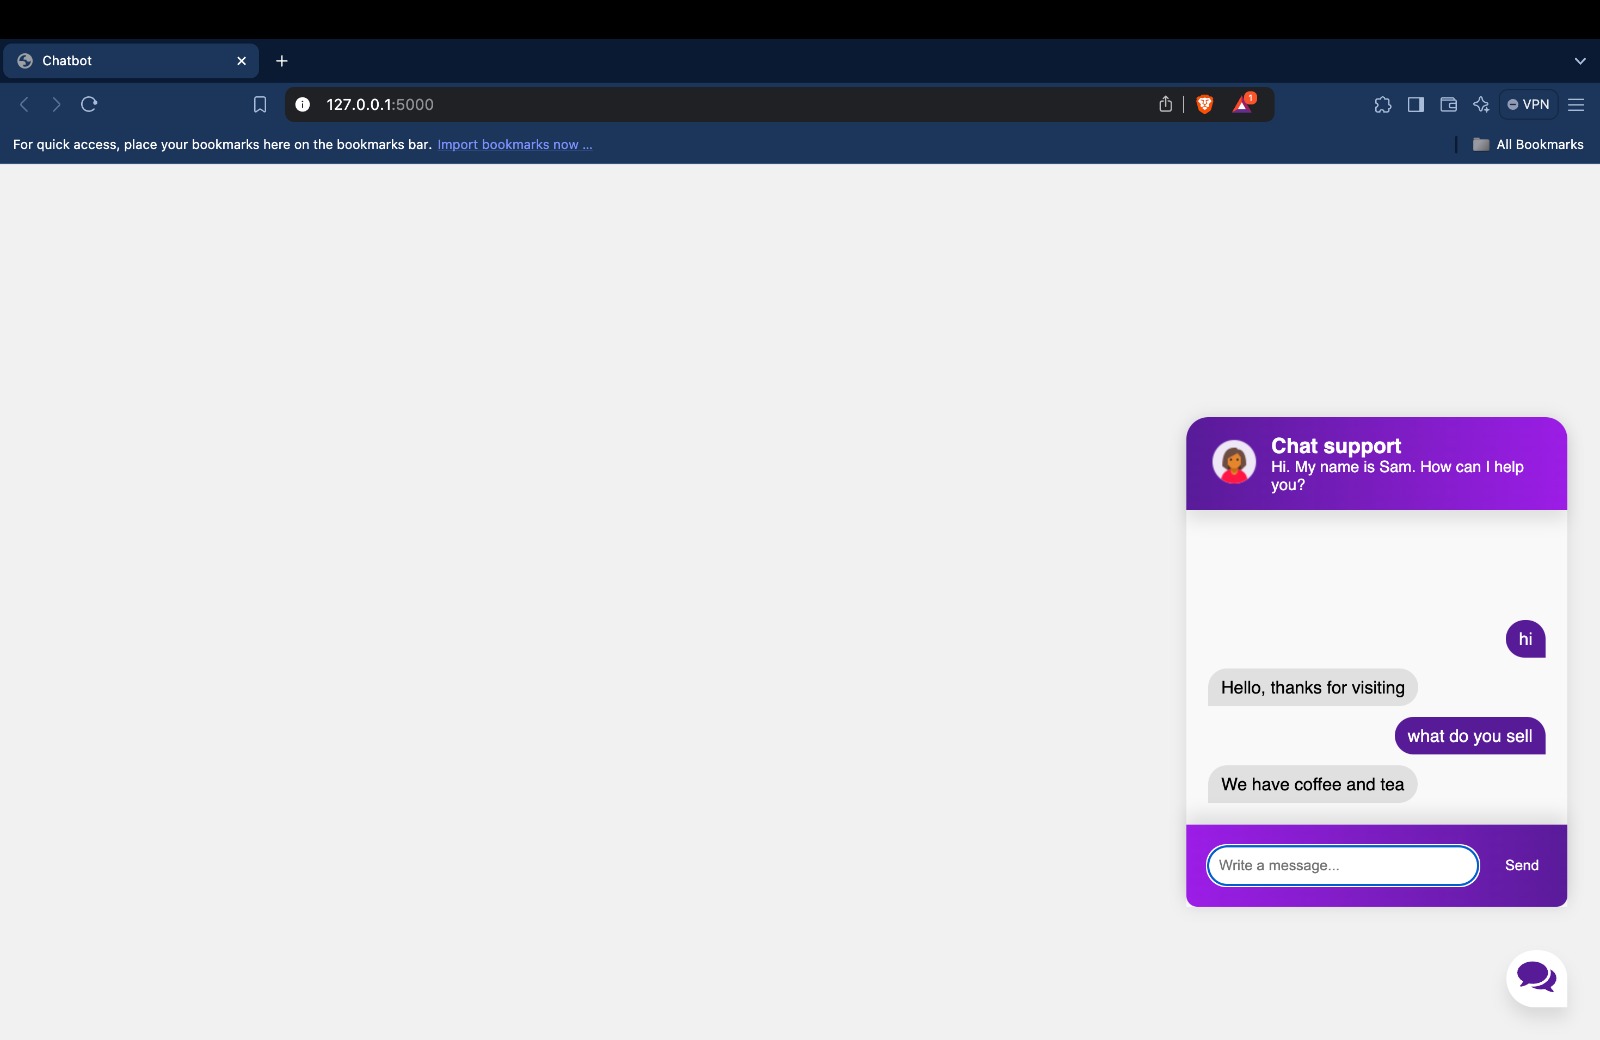 Chatbot
127.0.0.1:5000
1
VPN
For quick access, place your bookmarks here on the bookmarks bar. Import bookmarks now ...
All Bookmarks
Chat support
Hi. My name is Sam. How can I help
you?
hi
Hello, thanks for visiting
what do you sell
We have coffee and tea
Write a message...
Send